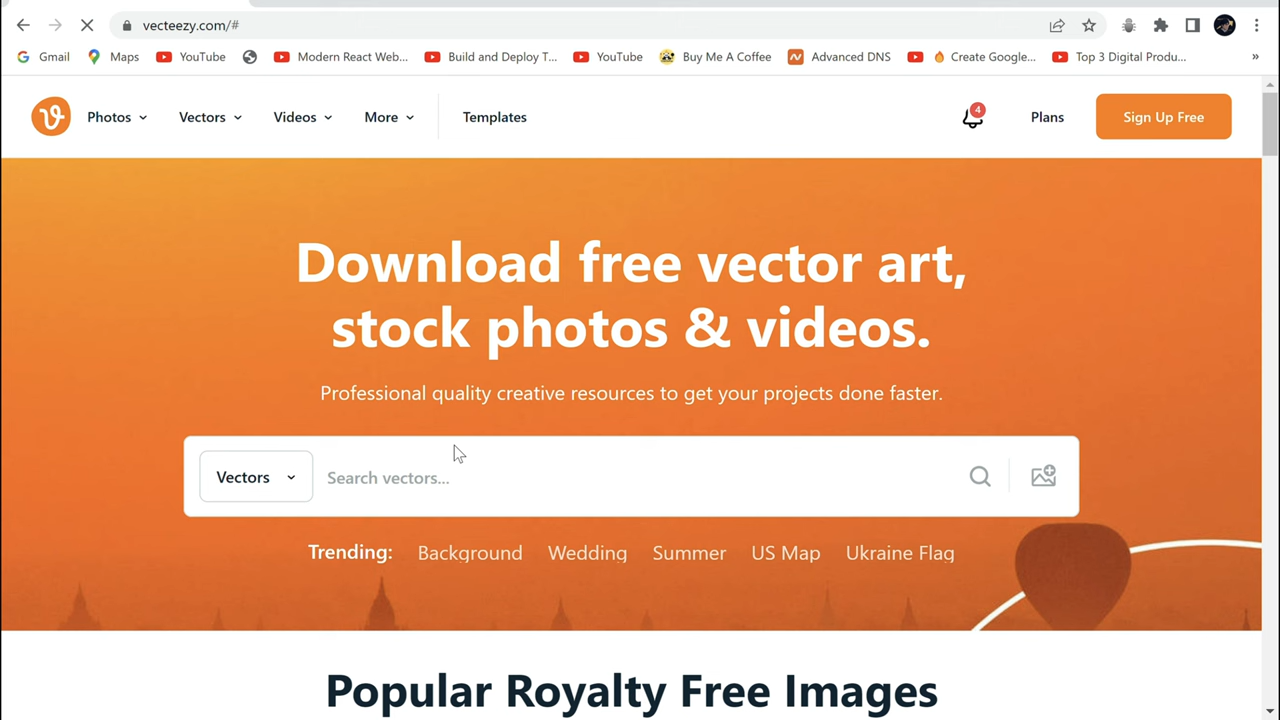 vecteezy.com/#
Gmail Maps YouTube Modern React Web... Build and Deploy T... YouTube Buy Me A Coffee Advanced DNS Create Google... Top 3 Digital Produ... »
Photos Vectors Videos More Templates 4 Plans Sign Up Free
Download free vector art,
stock photos & videos.
Professional quality creative resources to get your projects done faster.
Vectors Search vectors...
Trending: Background Wedding Summer US Map Ukraine Flag
Popular Royalty Free Images